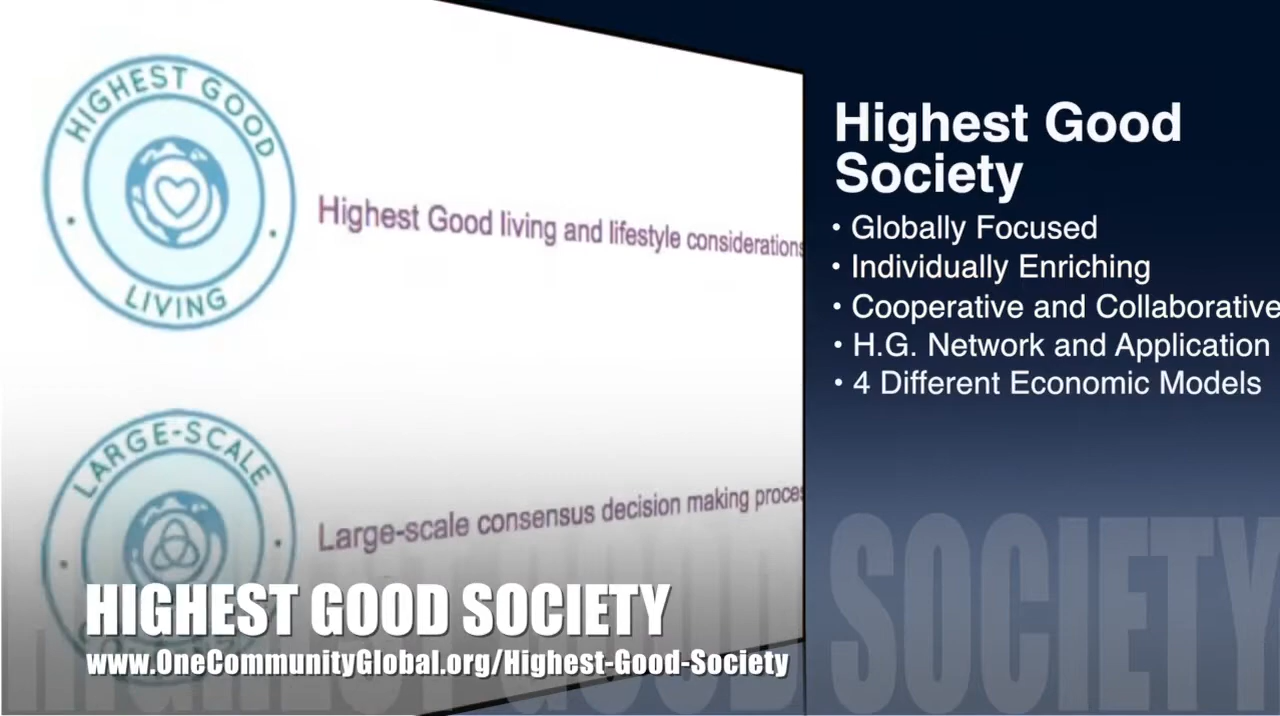 HIGHEST GOOD
LIVING
Highest Good living and lifestyle considerations
LARGE-SCALE
Large-scale consensus decision making
Highest Good
Society
• Globally Focused
• Individually Enriching
• Cooperative and Collaborative
• H.G. Network and Application
• 4 Different Economic Models
HIGHEST GOOD SOCIETY
HIGHEST GOOD SOCIETY
www.OneCommunityGlobal.org/Highest-Good-Society